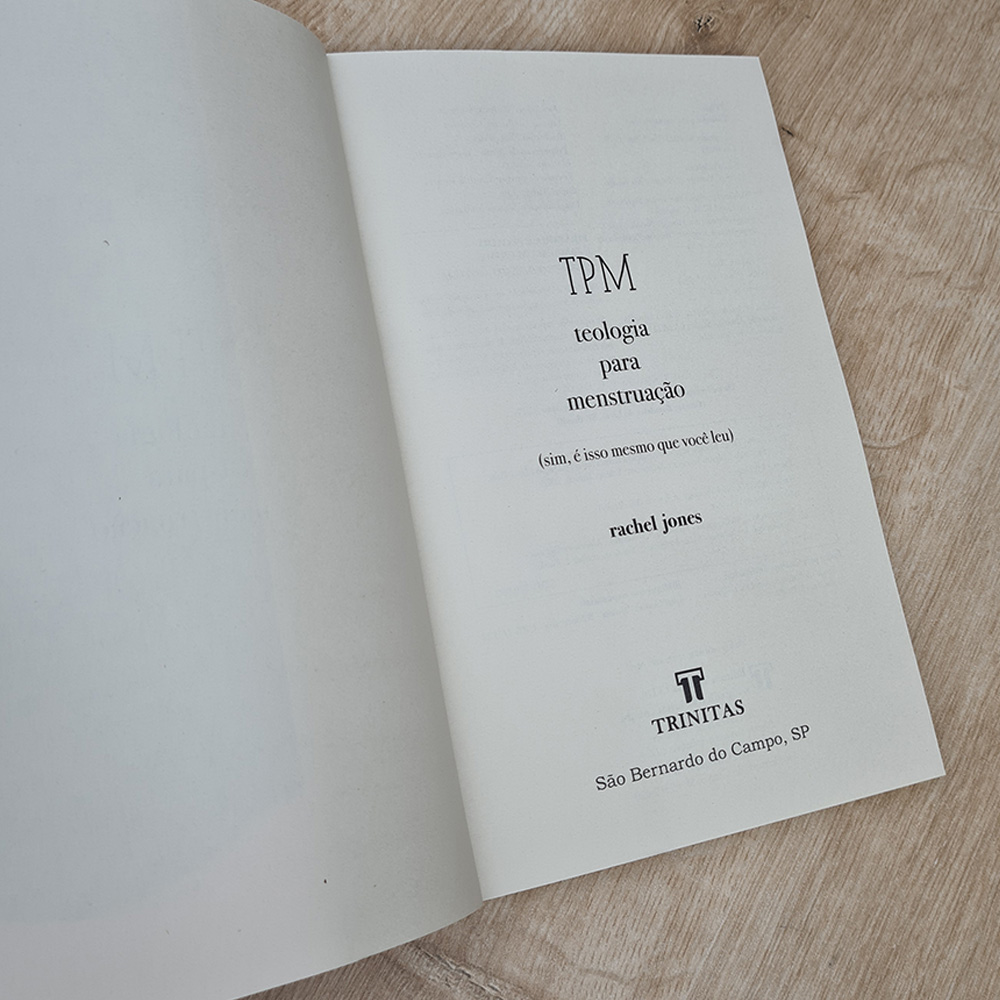 TPM
teologia
para
menstruação
(sim, é isso mesmo que você leu)
rachel jones
TRINITAS
São Bernardo do Campo, SP